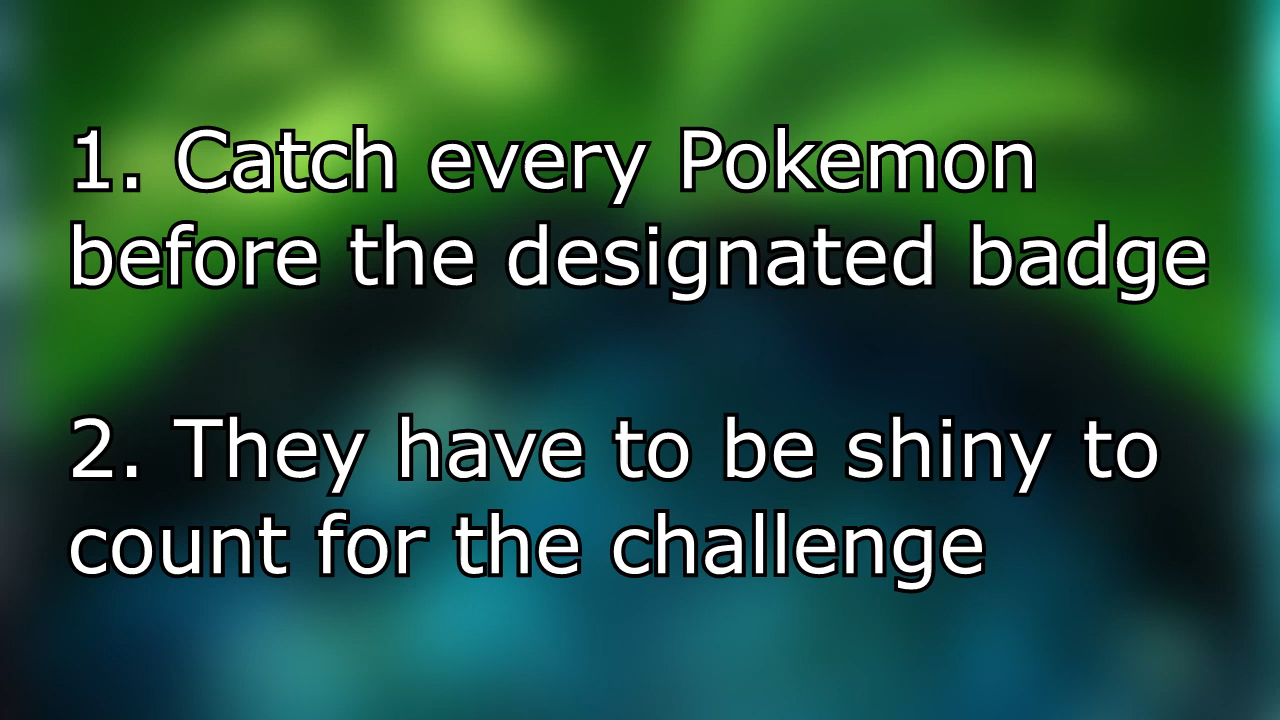 1. Catch every Pokemon
before the designated badge
2. They have to be shiny to
count for the challenge